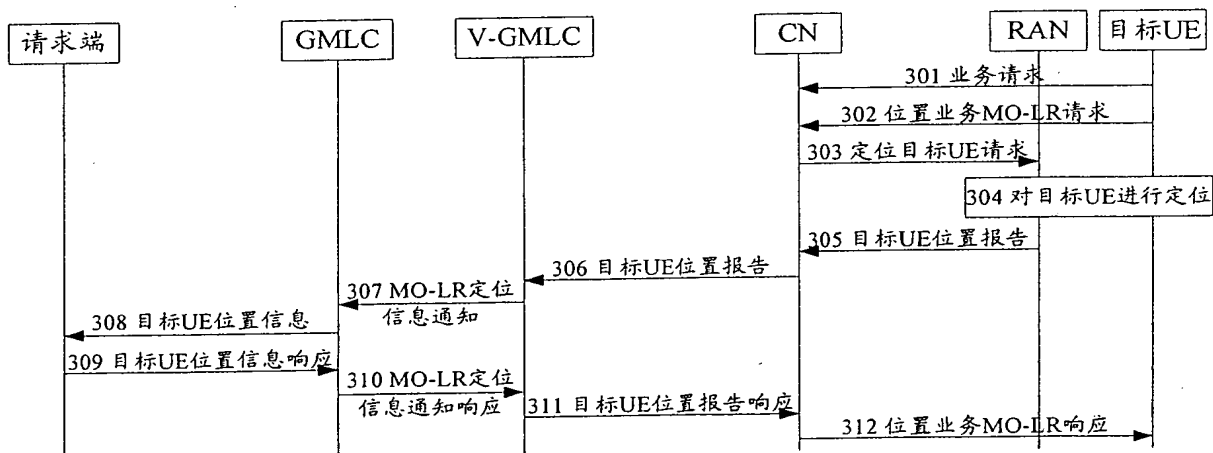 请求端
GMLC
V-GMLC
CN
RAN
目标UE
301 业务请求
302 位置业务MO-LR请求
303 定位目标UE请求
304 对目标UE进行定位
305 目标UE位置报告
306 目标UE位置报告
307 MO-LR定位
信息通知
308 目标UE位置信息
309 目标UE位置信息响应
310 MO-LR定位
信息通知响应
311 目标UE位置报告响应
312 位置业务MO-LR响应